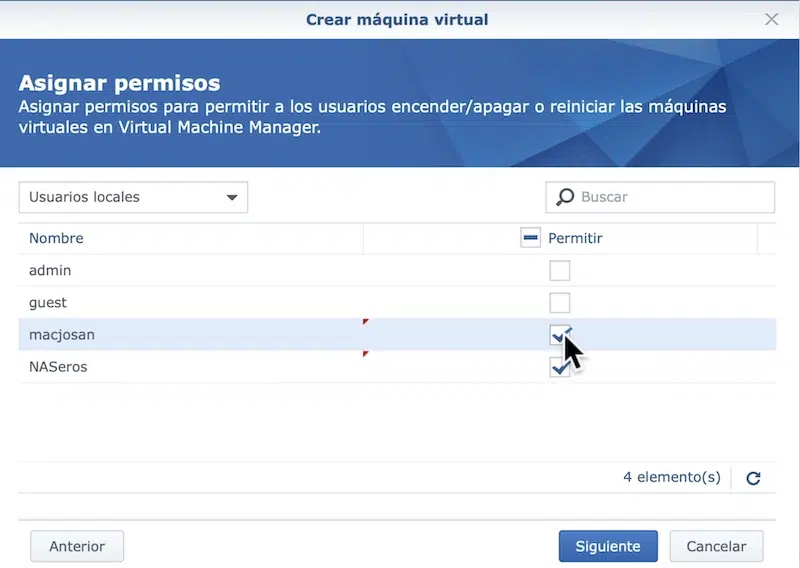 Crear máquina virtual
Asignar permisos
Asignar permisos para permitir a los usuarios encender/apagar o reiniciar las máquinas
virtuales en Virtual Machine Manager.
Usuarios locales
Buscar
Nombre
Permitir
admin
guest
macjosan
NASeros
4 elemento(s)
Anterior
Siguiente
Cancelar